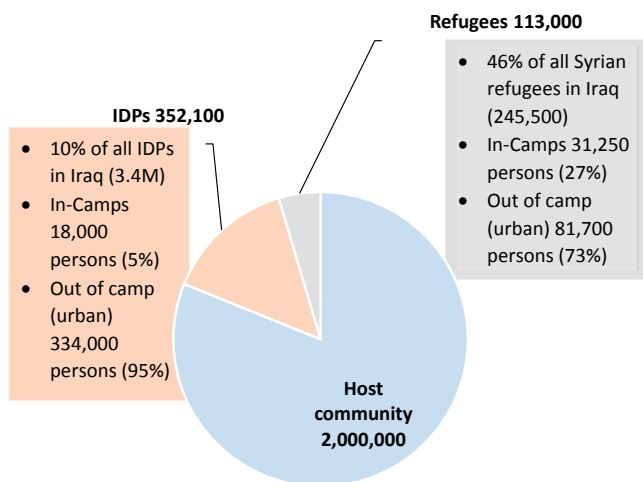 Refugees 113,000
• 46% of all Syrian
refugees in Iraq
(245,500)
• In-Camps 31,250
persons (27%)
• Out of camp
(urban) 81,700
persons (73%)
IDPs 352,100
• 10% of all IDPs
in Iraq (3.4M)
• In-Camps
18,000
persons (5%)
• Out of camp
(urban)
334,000
persons (95%)
Host
community
2,000,000